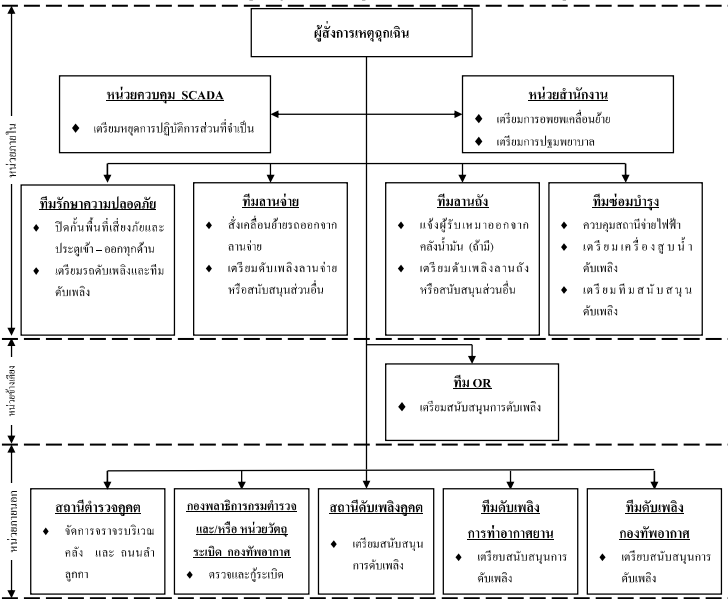 ผู้สั่งการเหตุฉุกเฉิน
หน่วยควบคุม SCADA
♦ เตรียมหยุดการปฏิบัติการส่วนที่จำเป็น
หน่วยสำนักงาน
♦ เตรียมการอพยพเคลื่อนย้าย
♦ เตรียมการปฐมพยาบาล
หน่วยภายใน
ทีมรักษาความปลอดภัย
♦ ปิดกั้นพื้นที่เสี่ยงภัยและ
ประตูเข้า – ออกทุกด้าน
♦ เตรียมรถดับเพลิงและทีม
ดับเพลิง
ทีมลานจ่าย
♦ สั่งเคลื่อนย้ายรถออกจาก
ลานจ่าย
♦ เตรียมดับเพลิงลานจ่าย
หรือสนับสนุนส่วนอื่น
ทีมลานถัง
♦ แจ้งผู้รับเหมาออกจาก
คลังน้ำมัน (ถ้ามี)
♦ เตรียมดับเพลิงลานถัง
หรือสนับสนุนส่วนอื่น
ทีมซ่อมบำรุง
♦ ควบคุมสถานีจ่ายไฟฟ้า
♦ เตรียมเครื่องสูบน้ำ
ดับเพลิง
♦ เตรียมทีมสนับสนุน
ดับเพลิง
หน่วยข้างเคียง
ทีม OR
♦ เตรียมสนับสนุนการดับเพลิง
หน่วยภายนอก
สถานีตำรวจคูคต
♦ จัดการจราจรบริเวณ
คลัง และ ถนนลำ
ลูกกา
กองพลาธิการกรมตำรวจ
และ/หรือ หน่วยวัตถุ
ระเบิด กองทัพอากาศ
♦ ตรวจและกู้ระเบิด
สถานีดับเพลิงคูคต
♦ เตรียมสนับสนุน
การดับเพลิง
ทีมดับเพลิง
การท่าอากาศยาน
♦ เตรียบสนับสนุนการ
ดับเพลิง
ทีมดับเพลิง
กองทัพอากาศ
♦ เตรียบสนับสนุนการ
ดับเพลิง